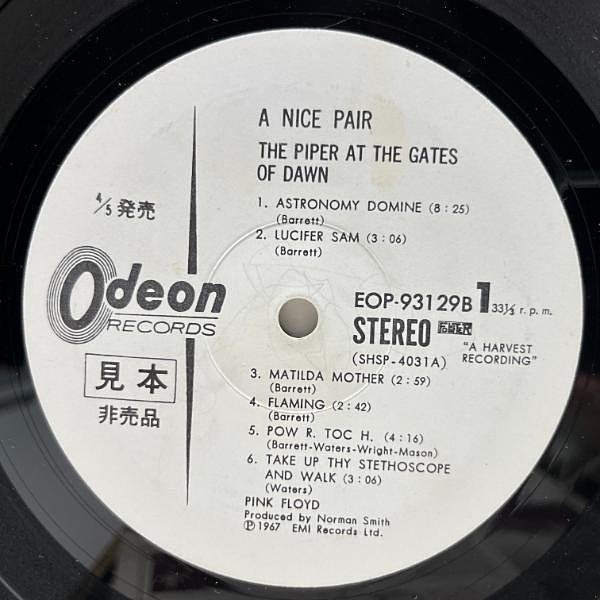 A NICE PAIR
THE PIPER AT THE GATES
OF DAWN
1. ASTRONOMY DOMINE (8:25)
(Barrett)
2. LUCIFER SAM (3:06)
(Barrett)
4/5 発売
Odeon
RECORDS
見本
非売品
EOP-93129B 1 33⅓ r.p.m.
STEREO
(SHSP-4031A)
"A HARVEST
RECORDING"
3. MATILDA MOTHER (2:59)
(Barrett)
4. FLAMING (2:42)
(Barrett)
5. POW R. TOC H. (4:16)
(Barrett-Waters-Wright-Mason)
6. TAKE UP THY STETHOSCOPE
AND WALK (3:06)
(Waters)
PINK FLOYD
Produced by Norman Smith
Ⓟ1967 EMI Records Ltd.